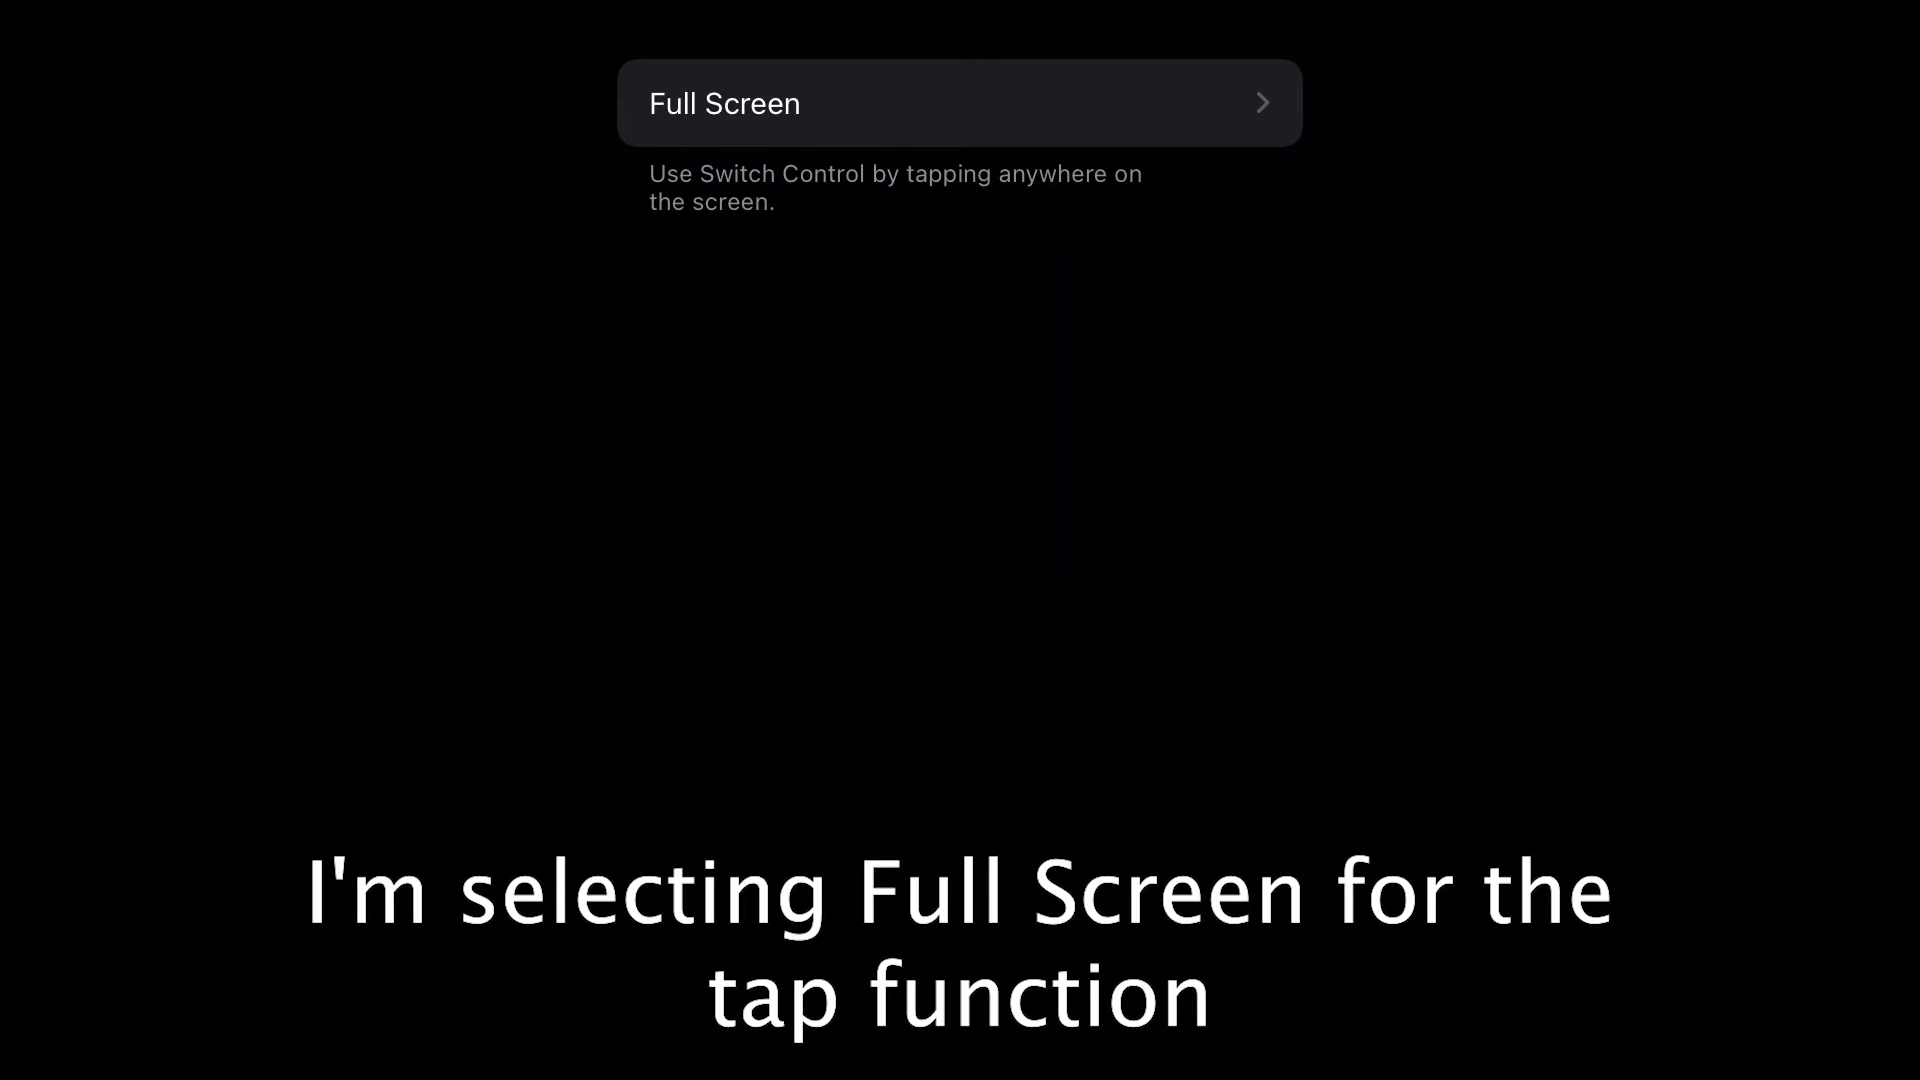 Full Screen
Use Switch Control by tapping anywhere on
the screen.
I'm selecting Full Screen for the
tap function